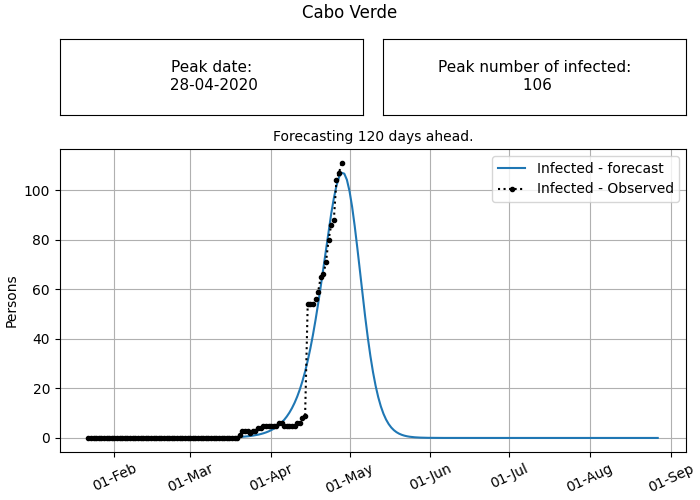 Cabo Verde
Peak date:
28-04-2020
Peak number of infected:
106
Forecasting 120 days ahead.
Infected - forecast
Infected - Observed
Persons
100
80
60
40
20
0
01-Feb
01-Mar
01-Apr
01-May
01-Jun
01-Jul
01-Aug
01-Sep